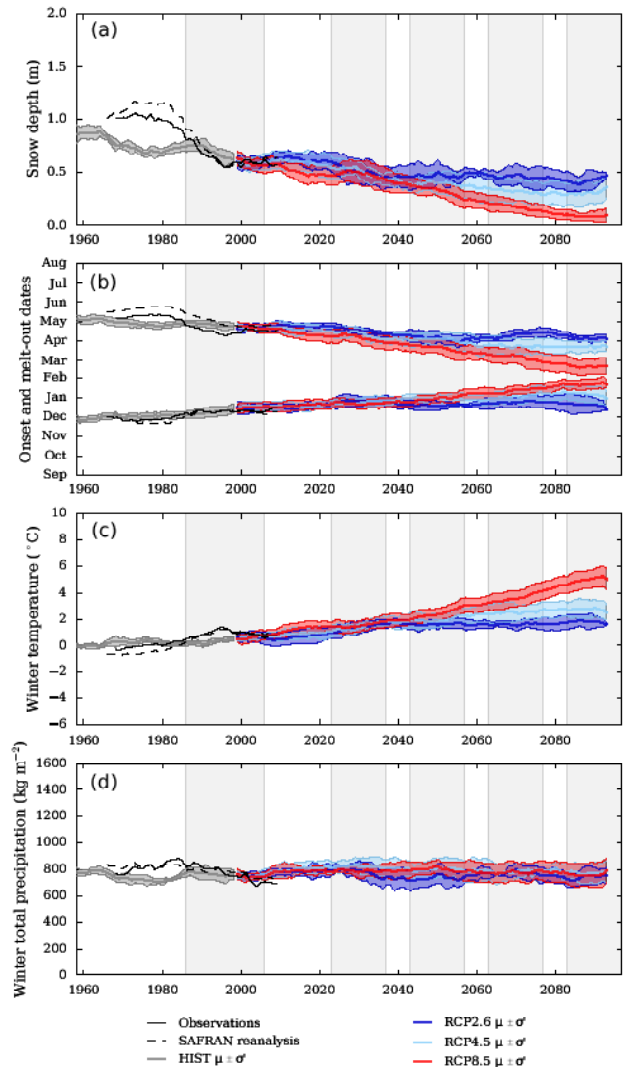 2.0
(a)
1.5
1.0
0.5
0.0
Snow depth (m)
1960 1980 2000 2020 2040 2060 2080
Aug
(b)
Jul
Jun
May
Apr
Mar
Feb
Jan
Dec
Nov
Oct
Sep
Onset and melt-out dates
1960 1980 2000 2020 2040 2060 2080
10
(c)
8
6
4
2
0
−2
−4
−6
Winter temperature (°C)
1960 1980 2000 2020 2040 2060 2080
1600
(d)
1400
1200
1000
800
600
400
200
0
Winter total precipitation (kg m⁻²)
1960 1980 2000 2020 2040 2060 2080
Observations
SAFRAN reanalysis
HIST μ ± σ
RCP2.6 μ ± σ
RCP4.5 μ ± σ
RCP8.5 μ ± σ